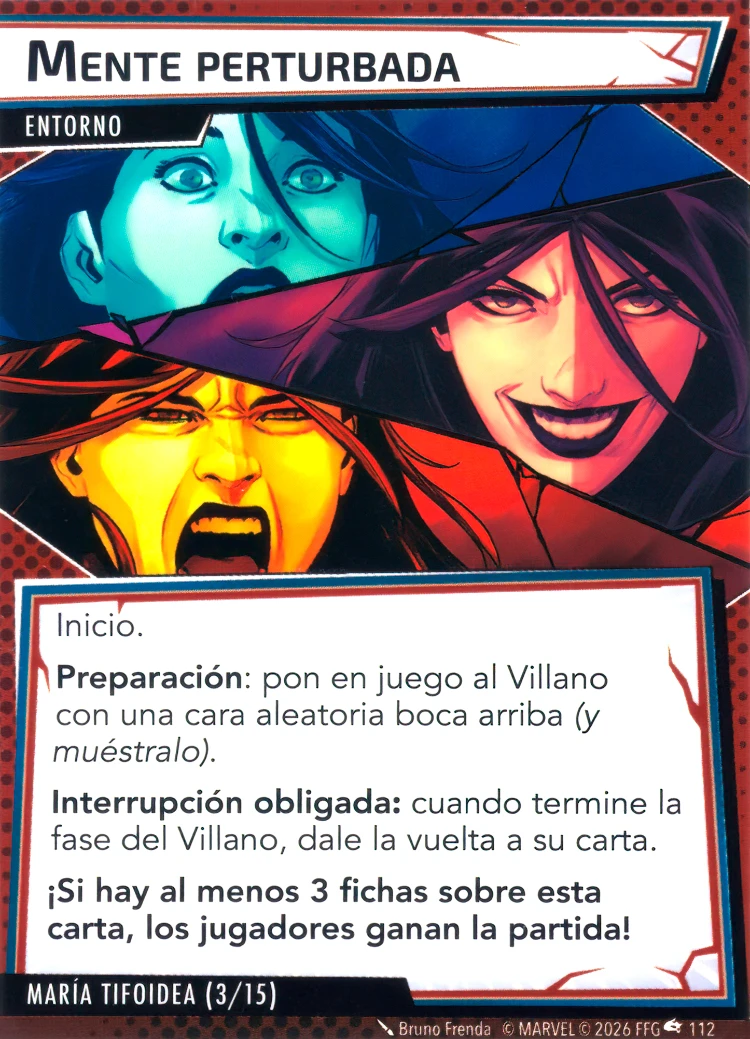 MENTE PERTURBADA
ENTORNO
Inicio.
Preparación: pon en juego al Villano
con una cara aleatoria boca arriba (y
muéstralo).
Interrupción obligada: cuando termine la
fase del Villano, dale la vuelta a su carta.
¡Si hay al menos 3 fichas sobre esta
carta, los jugadores ganan la partida!
MARÍA TIFOIDEA (3/15)
Bruno Frenda © MARVEL © 2026 FFG 112